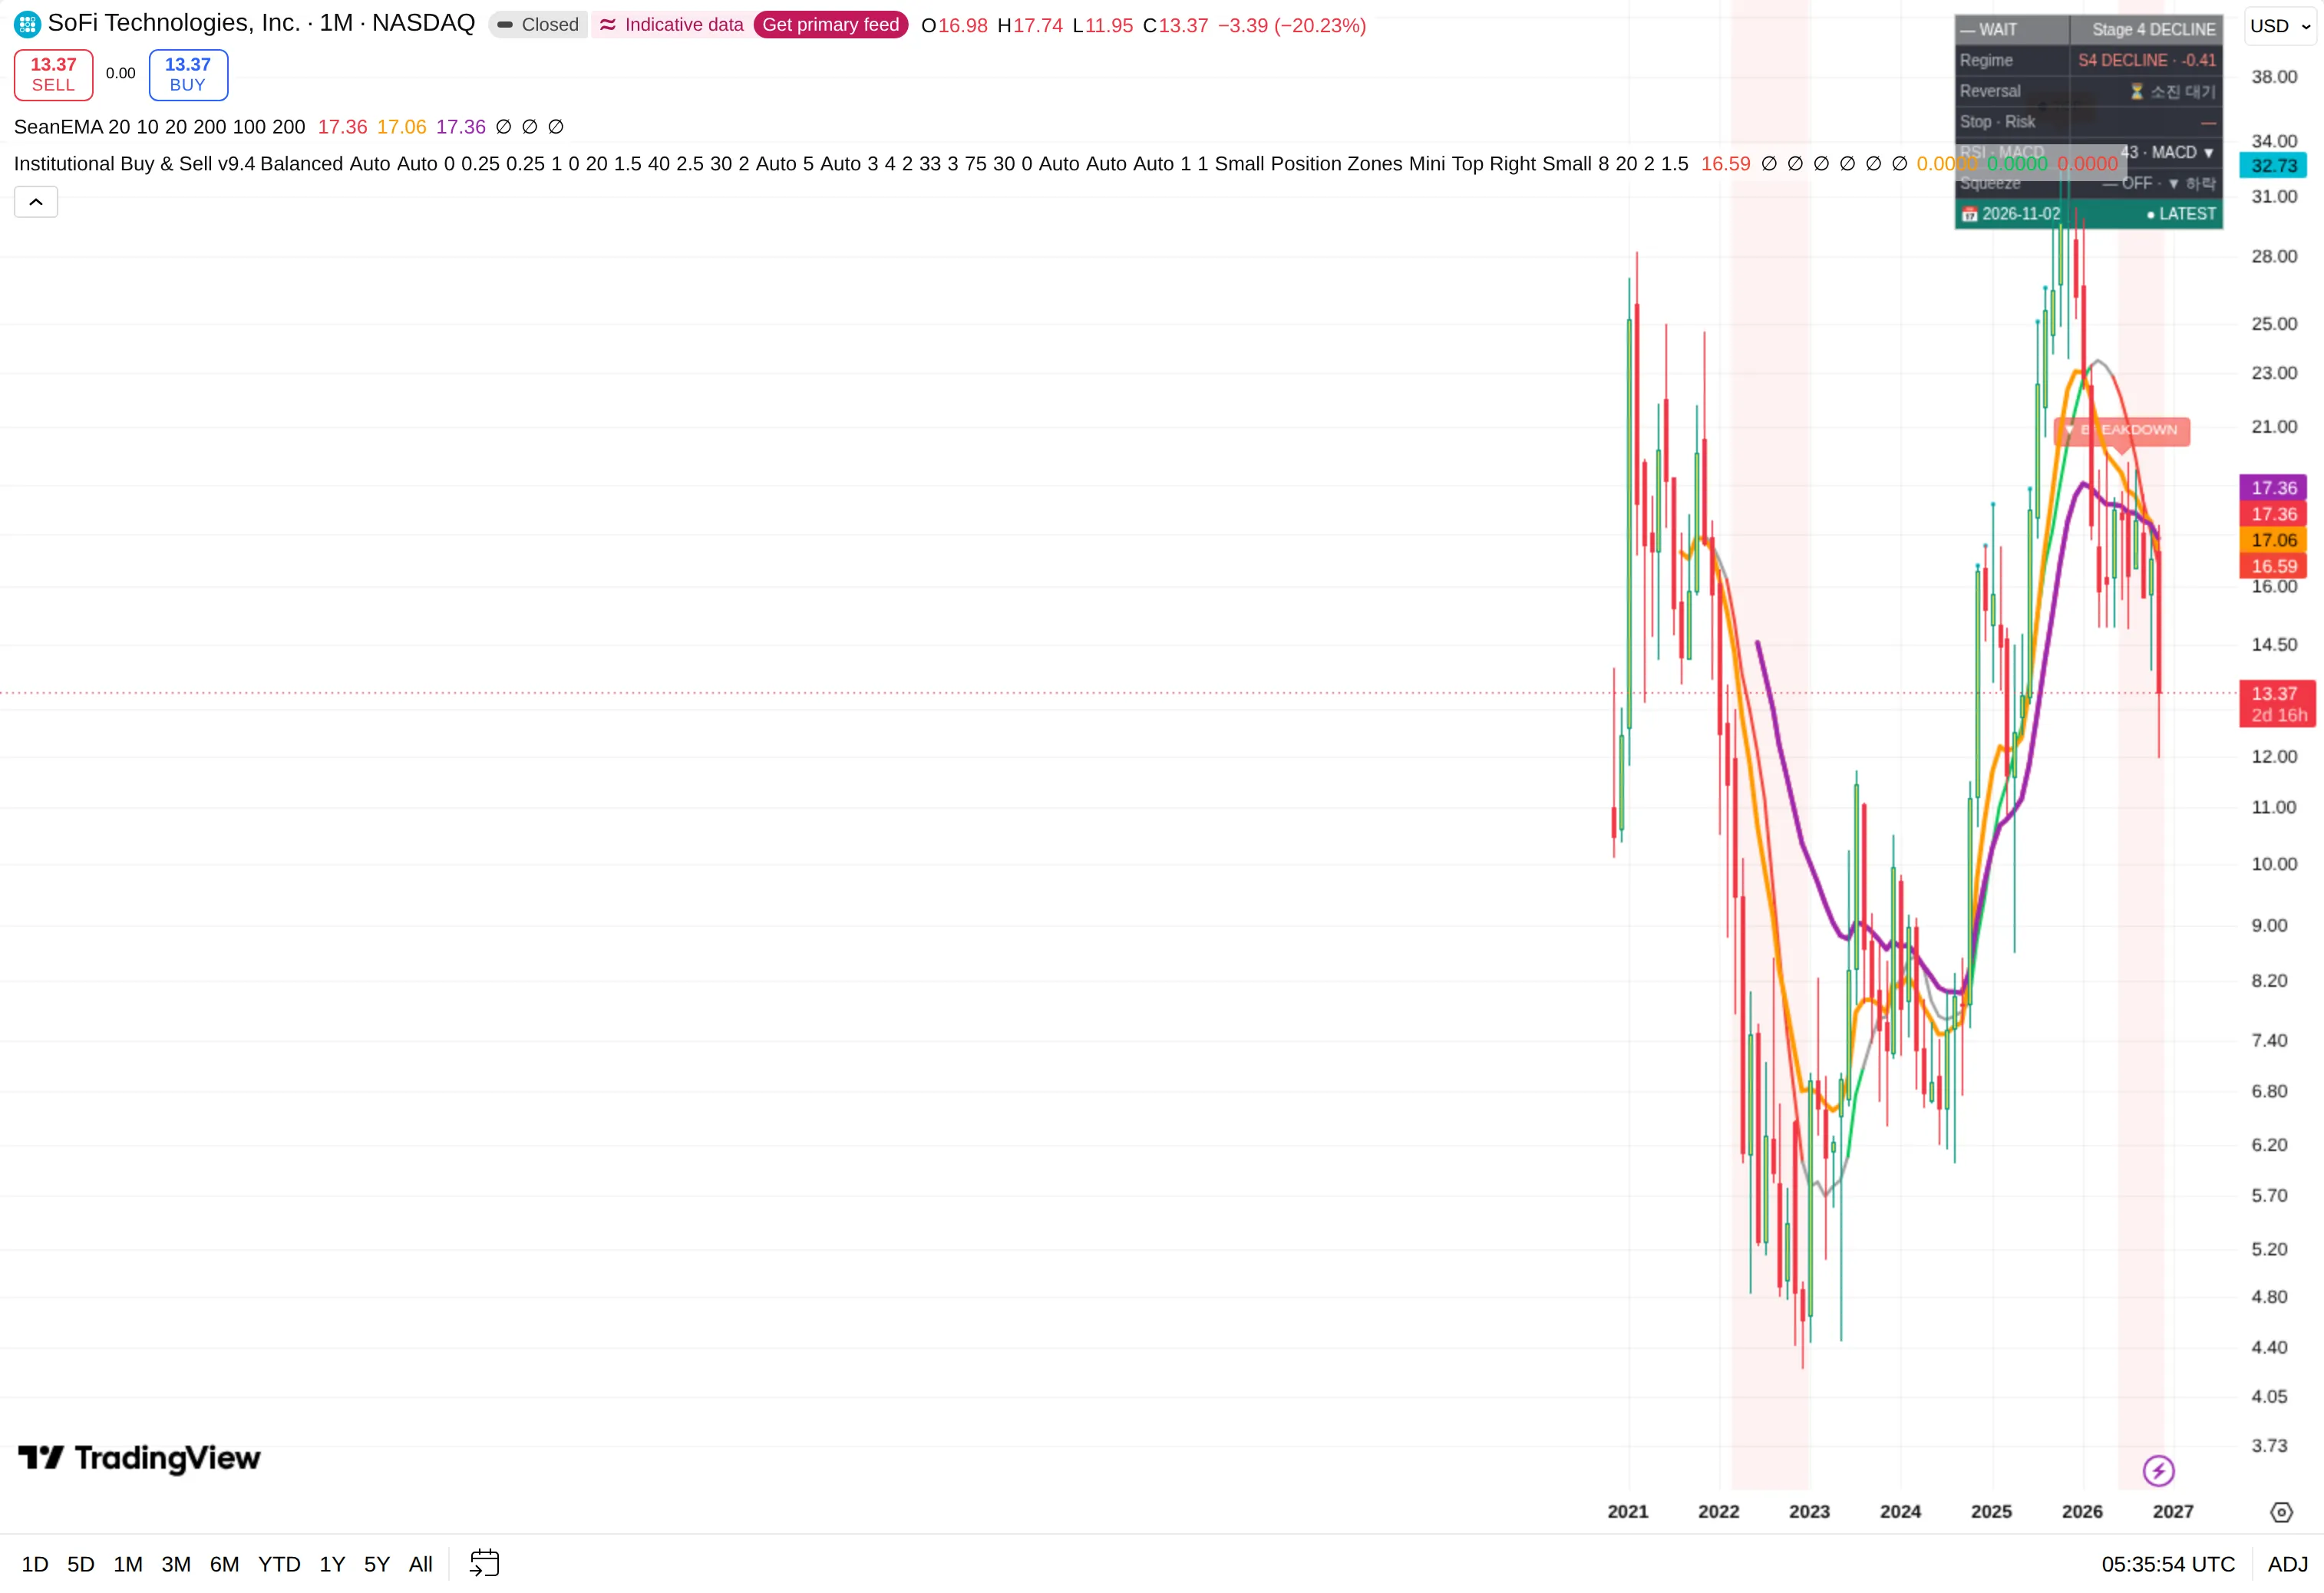 SoFi Technologies, Inc. · 1M · NASDAQ Closed Indicative data Get primary feed O16.98 H17.74 L11.95 C13.37 −3.39 (−20.23%)
13.37 SELL
0.00
13.37 BUY
SeanEMA 20 10 20 200 100 200 17.36 17.06 17.36 ∅ ∅ ∅
Institutional Buy & Sell v9.4 Balanced Auto Auto 0 0.25 0.25 1 0 20 1.5 40 2.5 30 2 Auto 5 Auto 3 4 2 33 3 75 30 0 Auto Auto Auto 1 1 Small Position Zones Mini Top Right Small 8 20 2 1.5 16.59 ∅ ∅ ∅ ∅ ∅ ∅ 0.0000 0.0000 0.0000
— WAIT Stage 4 DECLINE
Regime S4 DECLINE · -0.41
Reversal ⏳ 소진 대기
Stop · Risk —
RSI · MACD 43 · MACD ▼
Squeeze — OFF · ▼ 하락
📅 2026-11-02 ● LATEST
USD
38.00
34.00
32.73
31.00
28.00
25.00
23.00
21.00
17.36
17.36
17.06
16.59
16.00
14.50
13.37
2d 16h
12.00
11.00
10.00
9.00
8.20
7.40
6.80
6.20
5.70
5.20
4.80
4.40
4.05
3.73
▼ BREAKDOWN
TradingView
2021 2022 2023 2024 2025 2026 2027
1D 5D 1M 3M 6M YTD 1Y 5Y All
05:35:54 UTC ADJ